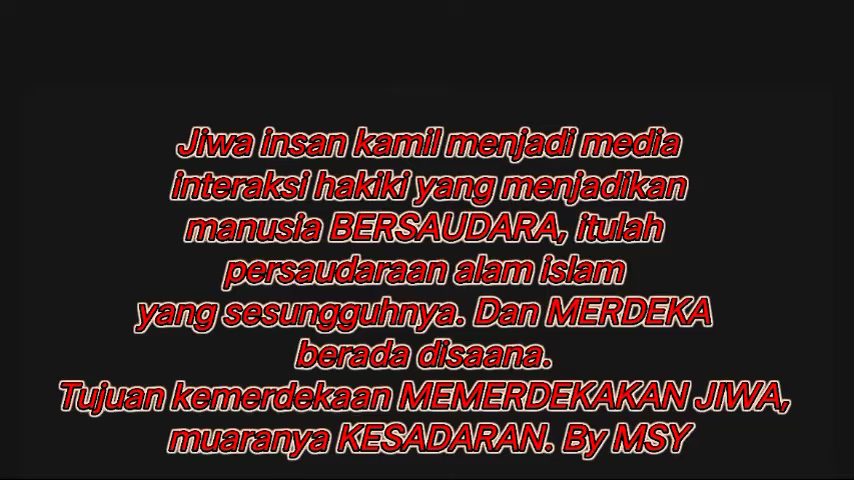 Jiwa insan kamil menjadi media
interaksi hakiki yang menjadikan
manusia BERSAUDARA, itulah
persaudaraan alam islam
yang sesungguhnya. Dan MERDEKA
berada disaana.
Tujuan kemerdekaan MEMERDEKAKAN JIWA,
muaranya KESADARAN. By MSY